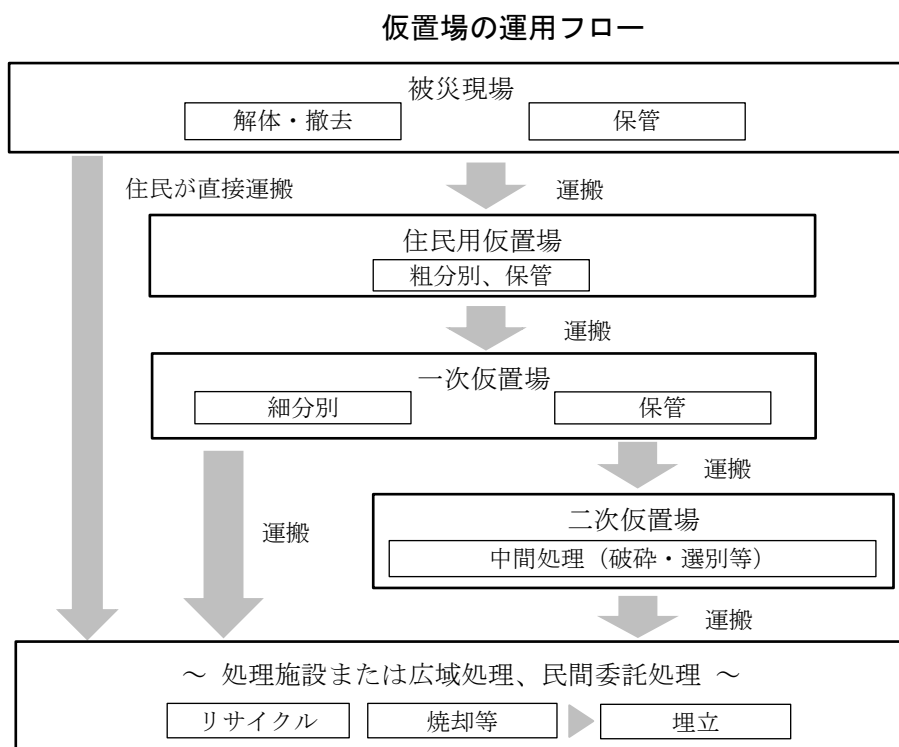 仮置場の運用フロー
被災現場
解体・撤去
保管
住民が直接運搬
運搬
住民用仮置場
粗分別、保管
運搬
一次仮置場
細分別
保管
運搬
二次仮置場
運搬
中間処理（破砕・選別等）
運搬
～ 処理施設または広域処理、民間委託処理 ～
リサイクル
焼却等
埋立